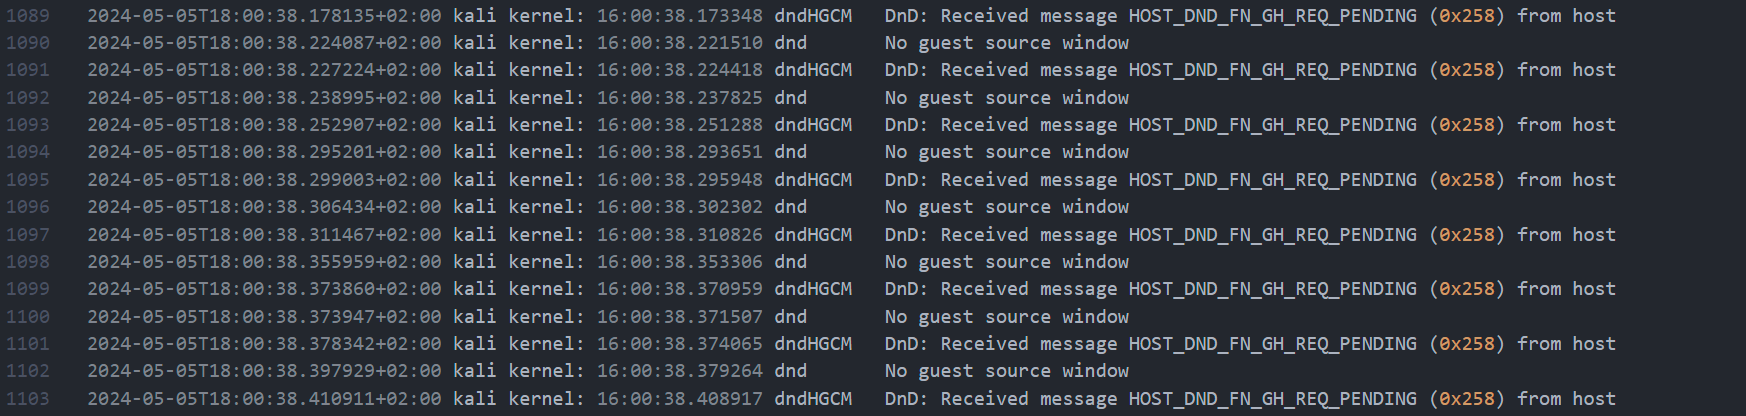 1089 2024-05-05T18:00:38.178135+02:00 kali kernel: 16:00:38.173348 dndHGCM DnD: Received message HOST_DND_FN_GH_REQ_PENDING (0x258) from host
1090 2024-05-05T18:00:38.224087+02:00 kali kernel: 16:00:38.221510 dnd No guest source window
1091 2024-05-05T18:00:38.227224+02:00 kali kernel: 16:00:38.224418 dndHGCM DnD: Received message HOST_DND_FN_GH_REQ_PENDING (0x258) from host
1092 2024-05-05T18:00:38.238995+02:00 kali kernel: 16:00:38.237825 dnd No guest source window
1093 2024-05-05T18:00:38.252907+02:00 kali kernel: 16:00:38.251288 dndHGCM DnD: Received message HOST_DND_FN_GH_REQ_PENDING (0x258) from host
1094 2024-05-05T18:00:38.295201+02:00 kali kernel: 16:00:38.293651 dnd No guest source window
1095 2024-05-05T18:00:38.299003+02:00 kali kernel: 16:00:38.295948 dndHGCM DnD: Received message HOST_DND_FN_GH_REQ_PENDING (0x258) from host
1096 2024-05-05T18:00:38.306434+02:00 kali kernel: 16:00:38.302302 dnd No guest source window
1097 2024-05-05T18:00:38.311467+02:00 kali kernel: 16:00:38.310826 dndHGCM DnD: Received message HOST_DND_FN_GH_REQ_PENDING (0x258) from host
1098 2024-05-05T18:00:38.355959+02:00 kali kernel: 16:00:38.353306 dnd No guest source window
1099 2024-05-05T18:00:38.373860+02:00 kali kernel: 16:00:38.370959 dndHGCM DnD: Received message HOST_DND_FN_GH_REQ_PENDING (0x258) from host
1100 2024-05-05T18:00:38.373947+02:00 kali kernel: 16:00:38.371507 dnd No guest source window
1101 2024-05-05T18:00:38.378342+02:00 kali kernel: 16:00:38.374065 dndHGCM DnD: Received message HOST_DND_FN_GH_REQ_PENDING (0x258) from host
1102 2024-05-05T18:00:38.397929+02:00 kali kernel: 16:00:38.379264 dnd No guest source window
1103 2024-05-05T18:00:38.410911+02:00 kali kernel: 16:00:38.408917 dndHGCM DnD: Received message HOST_DND_FN_GH_REQ_PENDING (0x258) from host